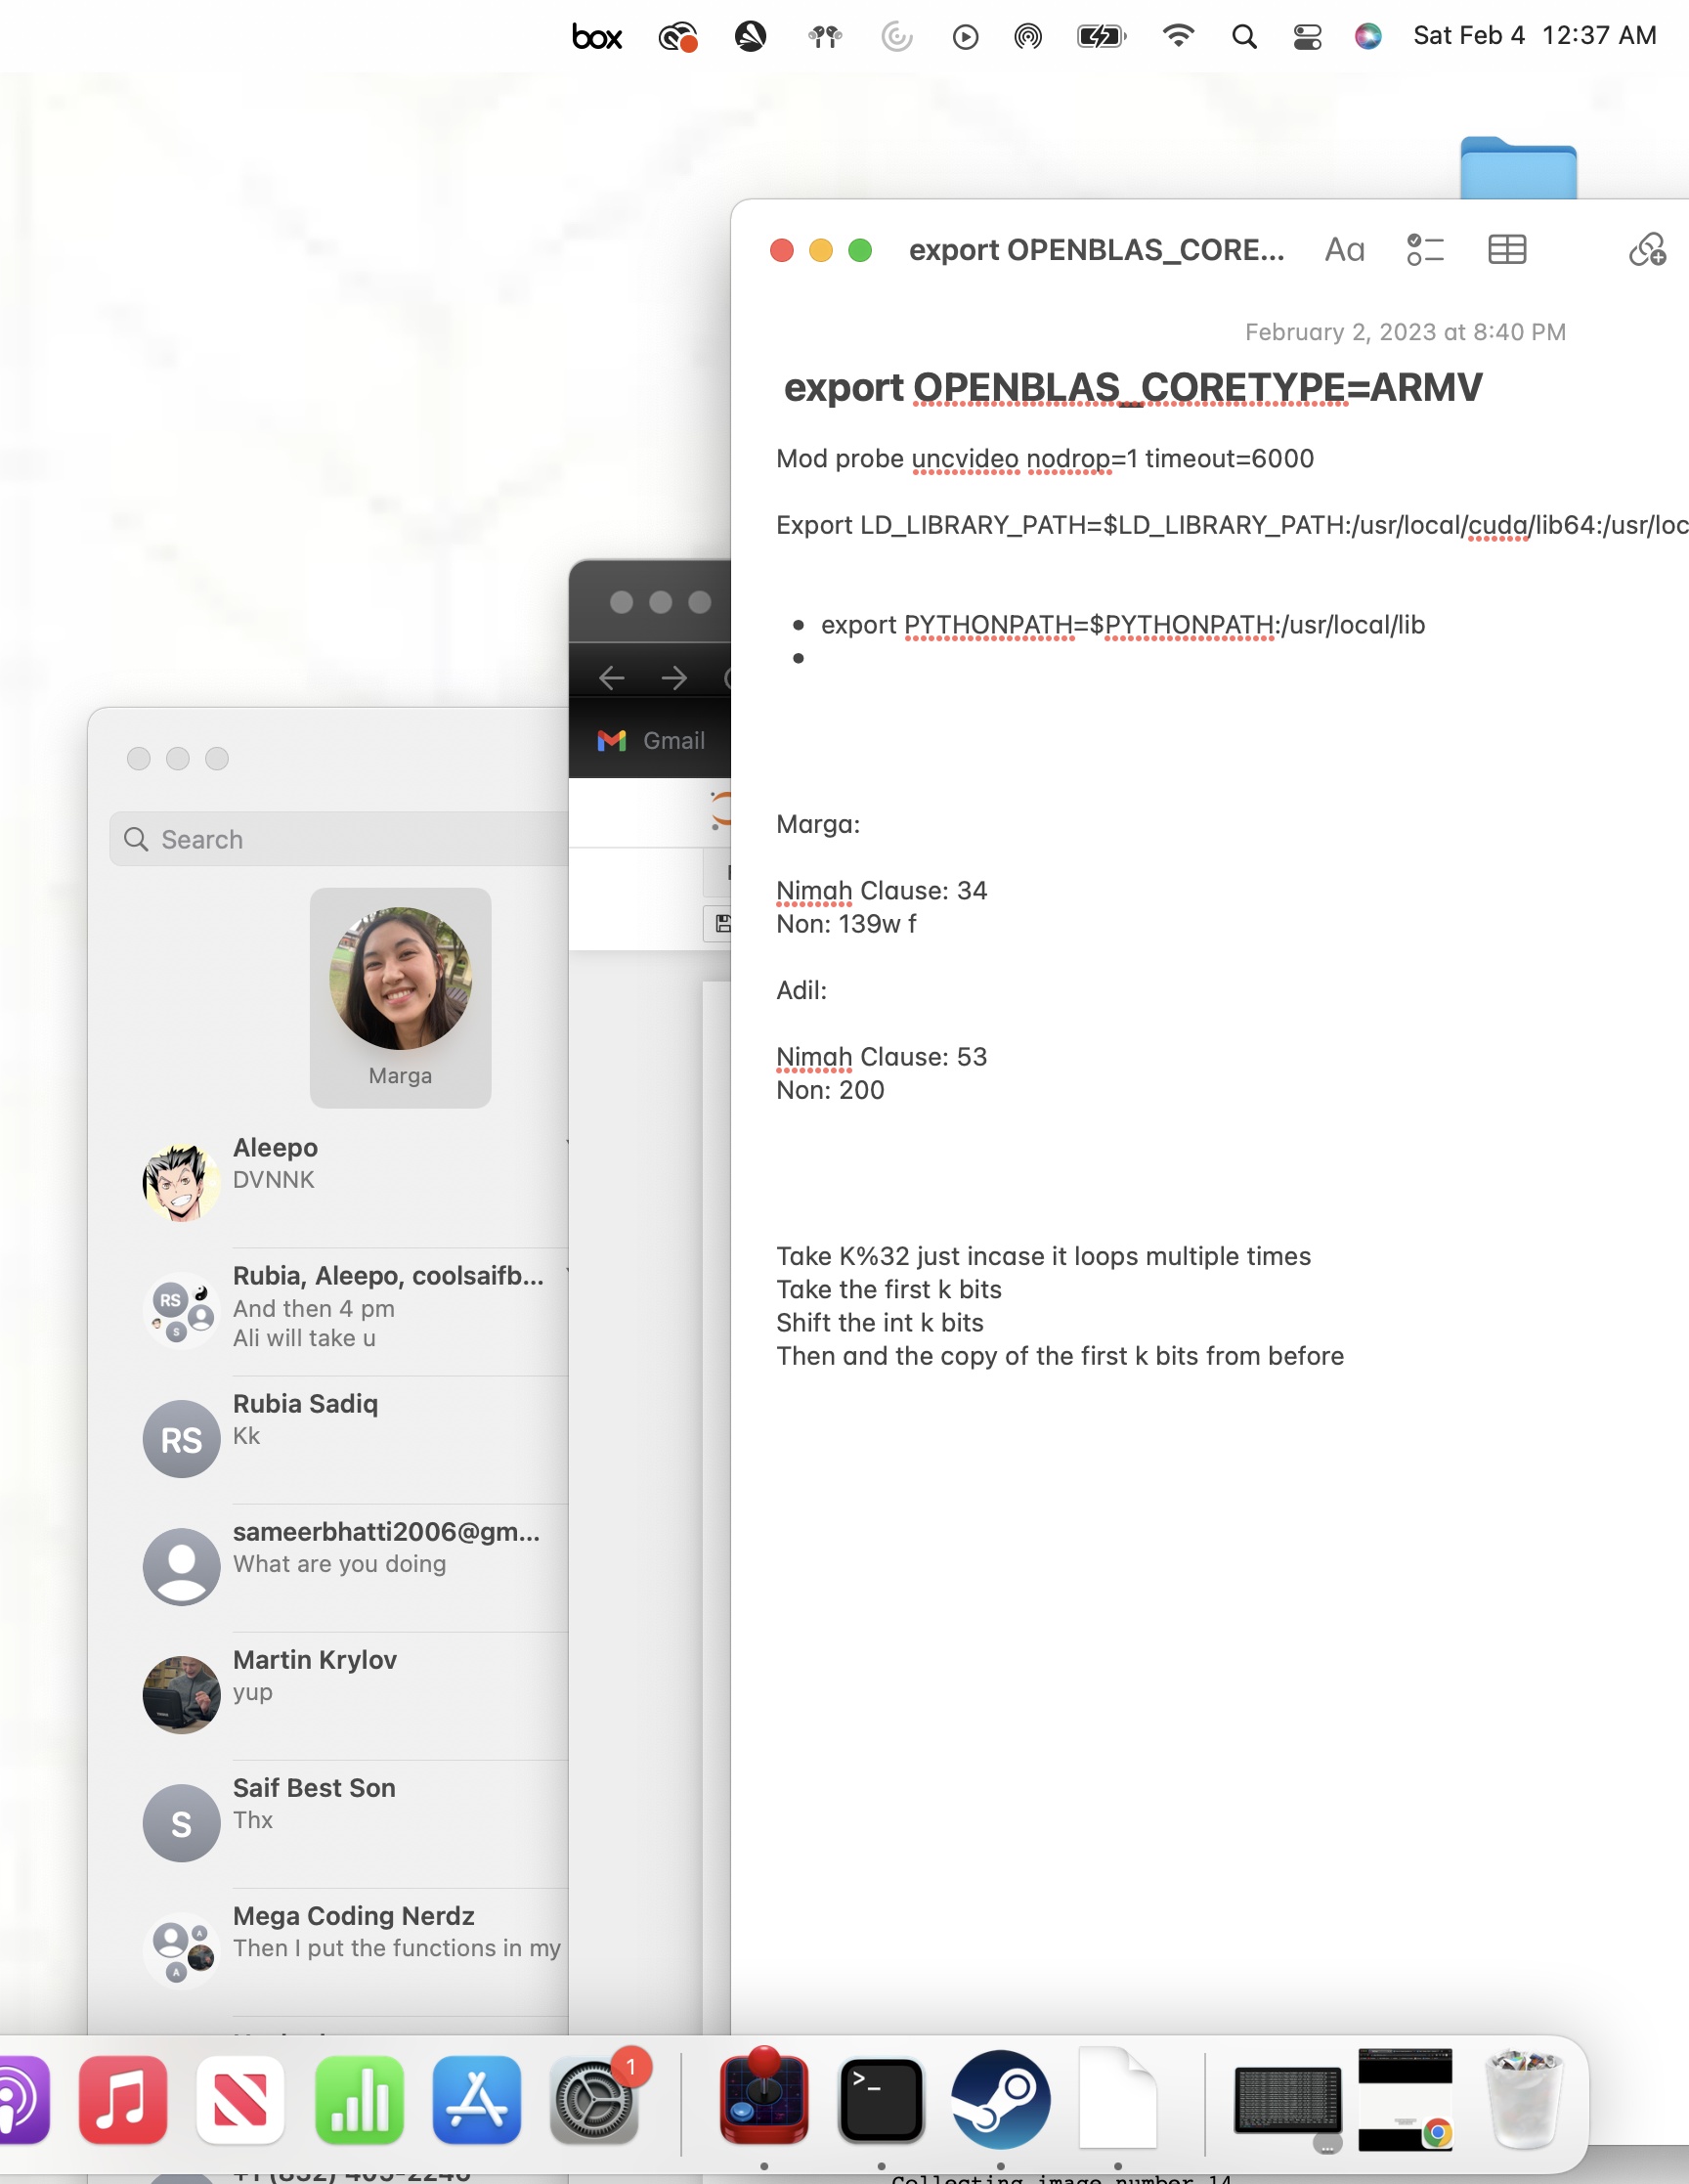 box
Sat Feb 4 12:37 AM
export OPENBLAS_CORE...
Aa
February 2, 2023 at 8:40 PM
export OPENBLAS_CORETYPE=ARMV
Mod probe uncvideo nodrop=1 timeout=6000
Export LD_LIBRARY_PATH=$LD_LIBRARY_PATH:/usr/local/cuda/lib64:/usr/loc
• export PYTHONPATH=$PYTHONPATH:/usr/local/lib
•
Marga:
Nimah Clause: 34
Non: 139w f
Adil:
Nimah Clause: 53
Non: 200
Take K%32 just incase it loops multiple times
Take the first k bits
Shift the int k bits
Then and the copy of the first k bits from before
Gmail
Search
Marga
Aleepo
DVNNK
Rubia, Aleepo, coolsaifb...
And then 4 pm
Ali will take u
RS
S
Rubia Sadiq
Kk
RS
sameerbhatti2006@gm...
What are you doing
Martin Krylov
yup
Saif Best Son
Thx
S
Mega Coding Nerdz
Then I put the functions in my
A
A
1
>_
Collecting image number 14